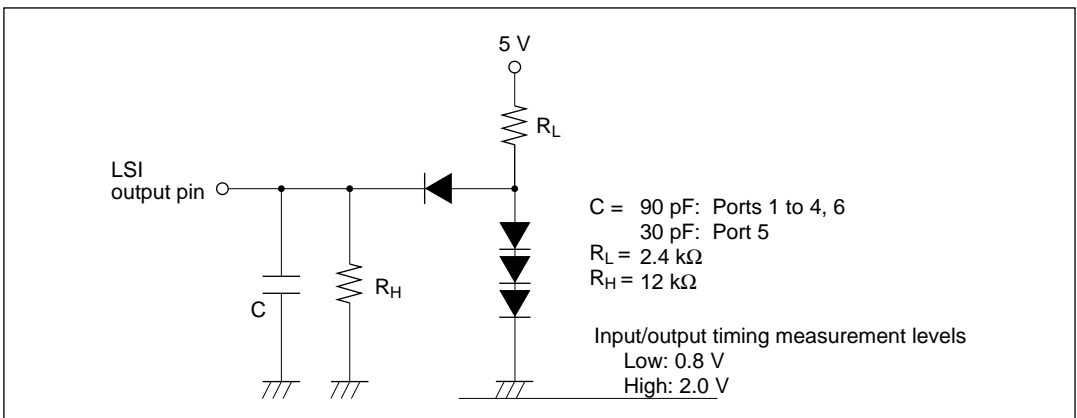 5 V
RL
LSI
output pin
C = 90 pF: Ports 1 to 4, 6
30 pF: Port 5
RL = 2.4 kΩ
RH = 12 kΩ
C
RH
Input/output timing measurement levels
Low: 0.8 V
High: 2.0 V